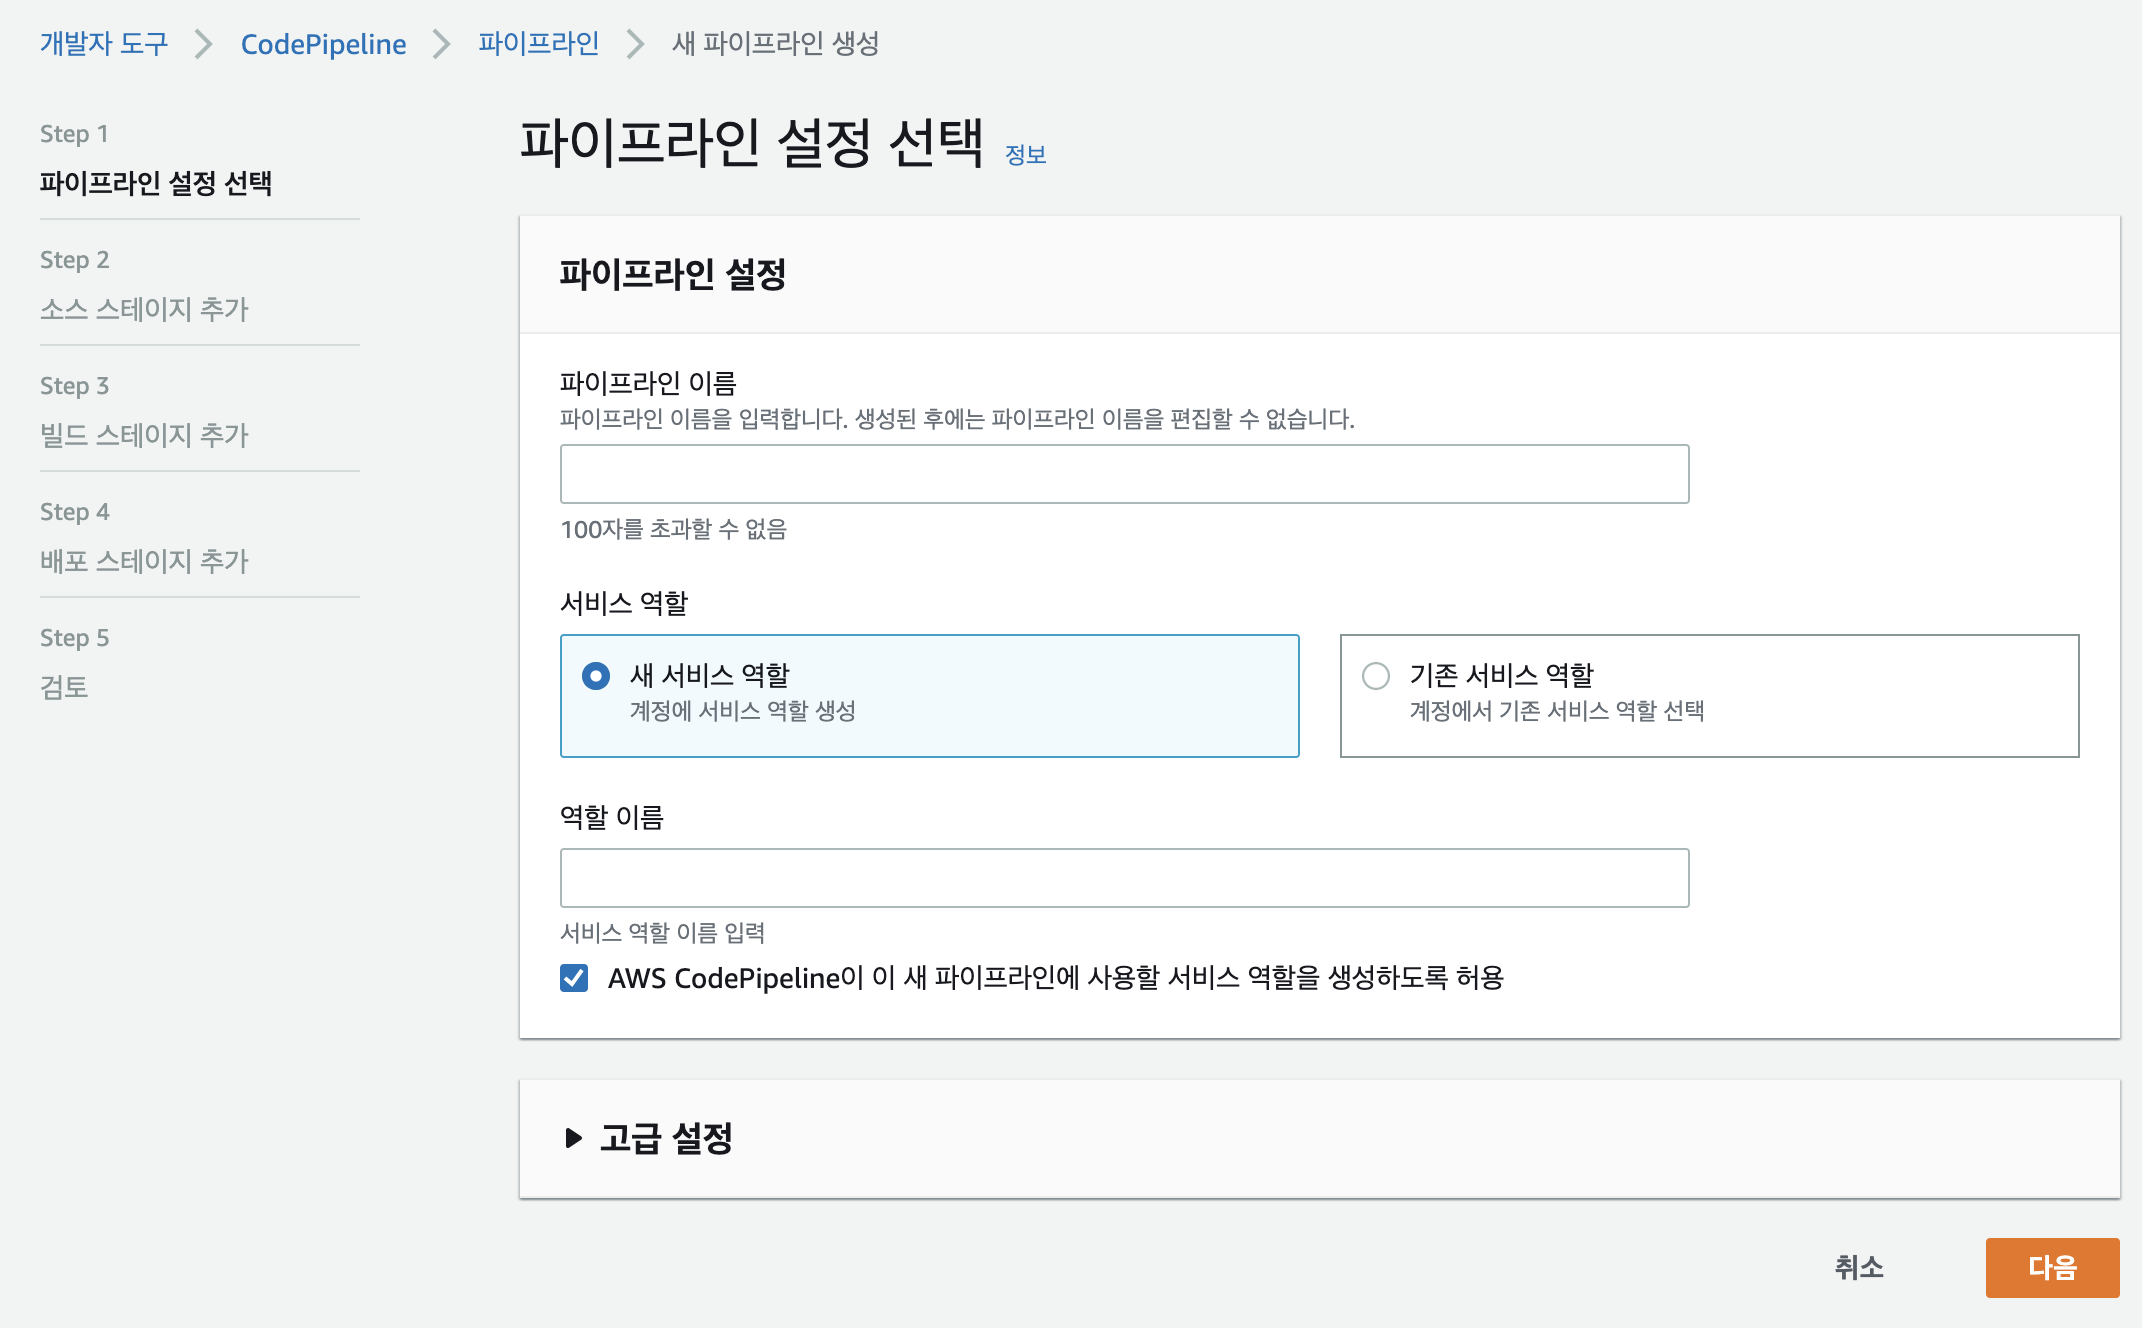 개발자 도구 > CodePipeline > 파이프라인 > 새 파이프라인 생성
Step 1
파이프라인 설정 선택
Step 2
소스 스테이지 추가
Step 3
빌드 스테이지 추가
Step 4
배포 스테이지 추가
Step 5
검토
파이프라인 설정 선택 정보
파이프라인 설정
파이프라인 이름
파이프라인 이름을 입력합니다. 생성된 후에는 파이프라인 이름을 편집할 수 없습니다.
100자를 초과할 수 없음
서비스 역할
새 서비스 역할
계정에 서비스 역할 생성
기존 서비스 역할
계정에서 기존 서비스 역할 선택
역할 이름
서비스 역할 이름 입력
AWS CodePipeline이 이 새 파이프라인에 사용할 서비스 역할을 생성하도록 허용
고급 설정
취소
다음